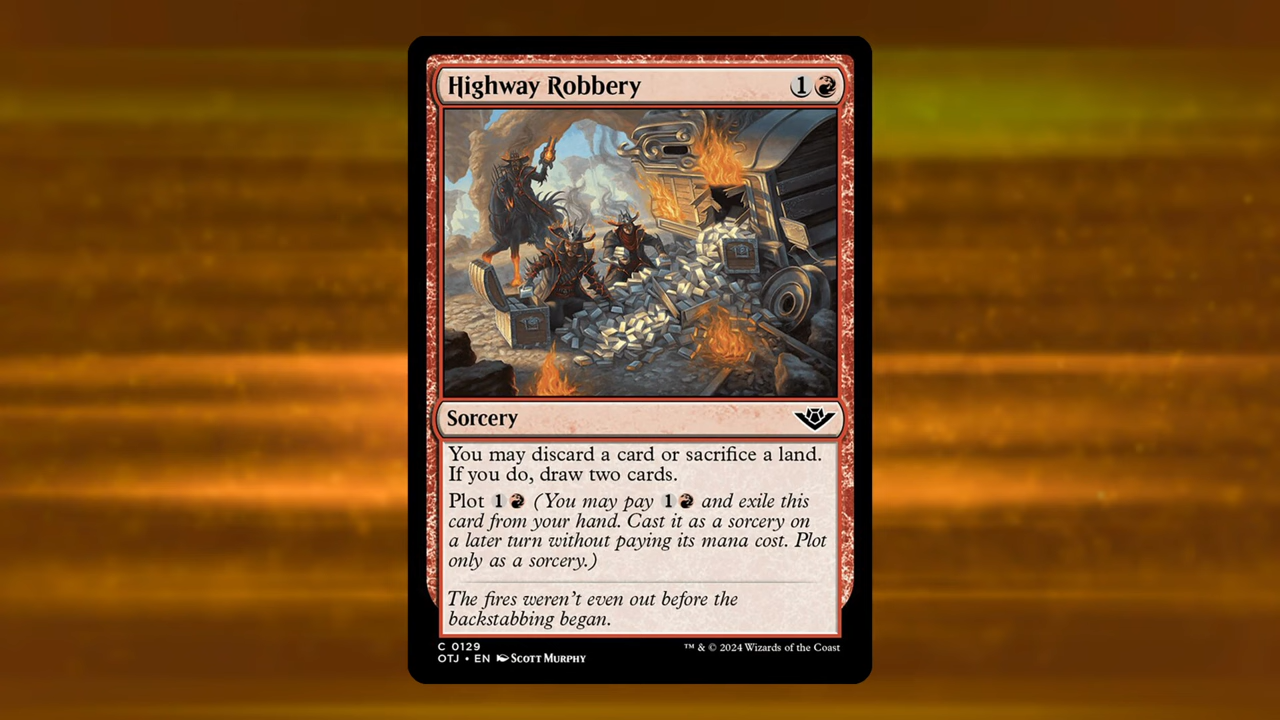 Highway Robbery 1
Sorcery
You may discard a card or sacrifice a land.
If you do, draw two cards.
Plot 1 (You may pay 1 and exile this
card from your hand. Cast it as a sorcery on
a later turn without paying its mana cost. Plot
only as a sorcery.)
The fires weren't even out before the
backstabbing began.
C 0129
OTJ • EN Scott Murphy
™ & © 2024 Wizards of the Coast